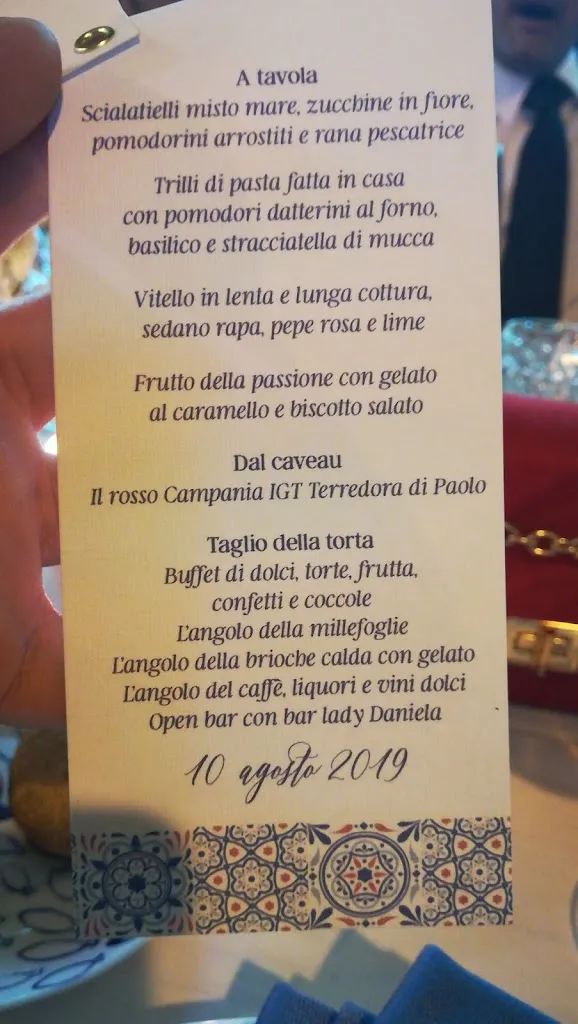 A tavola
Scialatielli misto mare, zucchine in fiore,
pomodorini arrostiti e rana pescatrice
Trilli di pasta fatta in casa
con pomodori datterini al forno,
basilico e stracciatella di mucca
Vitello in lenta e lunga cottura,
sedano rapa, pepe rosa e lime
Frutto della passione con gelato
al caramello e biscotto salato
Dal caveau
Il rosso Campania IGT Terredora di Paolo
Taglio della torta
Buffet di dolci, torte, frutta,
confetti e coccole
L'angolo della millefoglie
L'angolo della brioche calda con gelato
L'angolo del caffè, liquori e vini dolci
Open bar con bar lady Daniela
10 agosto 2019